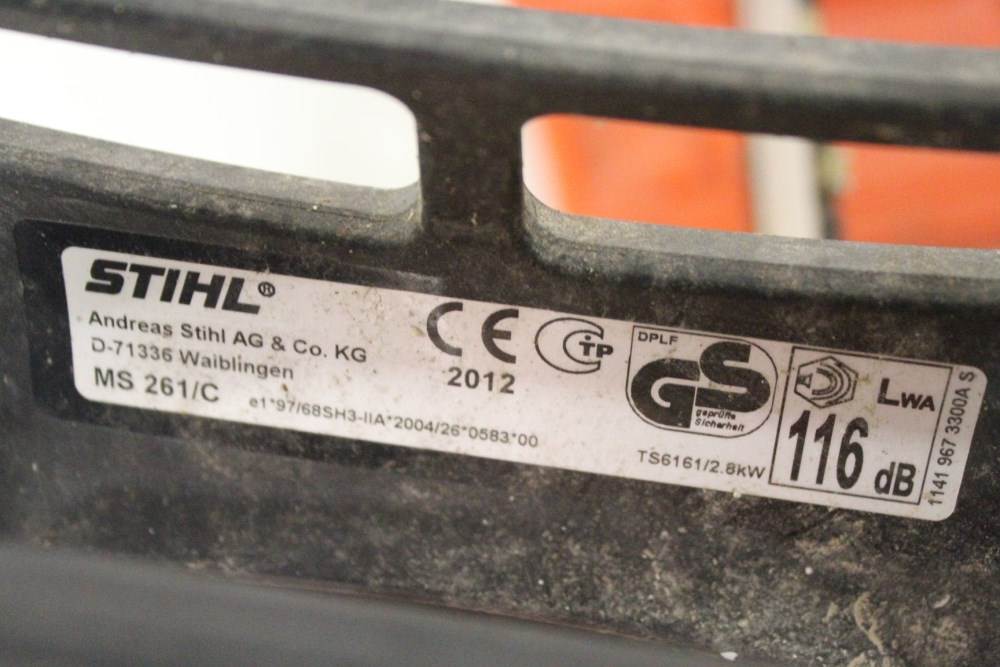 STIHL®
Andreas Stihl AG & Co. KG
D-71336 Waiblingen
MS 261/C
e1*97/68SH3-IIA*2004/26*0583*00
CE
2012
CTP
DPLF
GS
geprüfte
Sicherheit
TS6161/2.8kW
LWA
116 dB
1141 967 3300A S